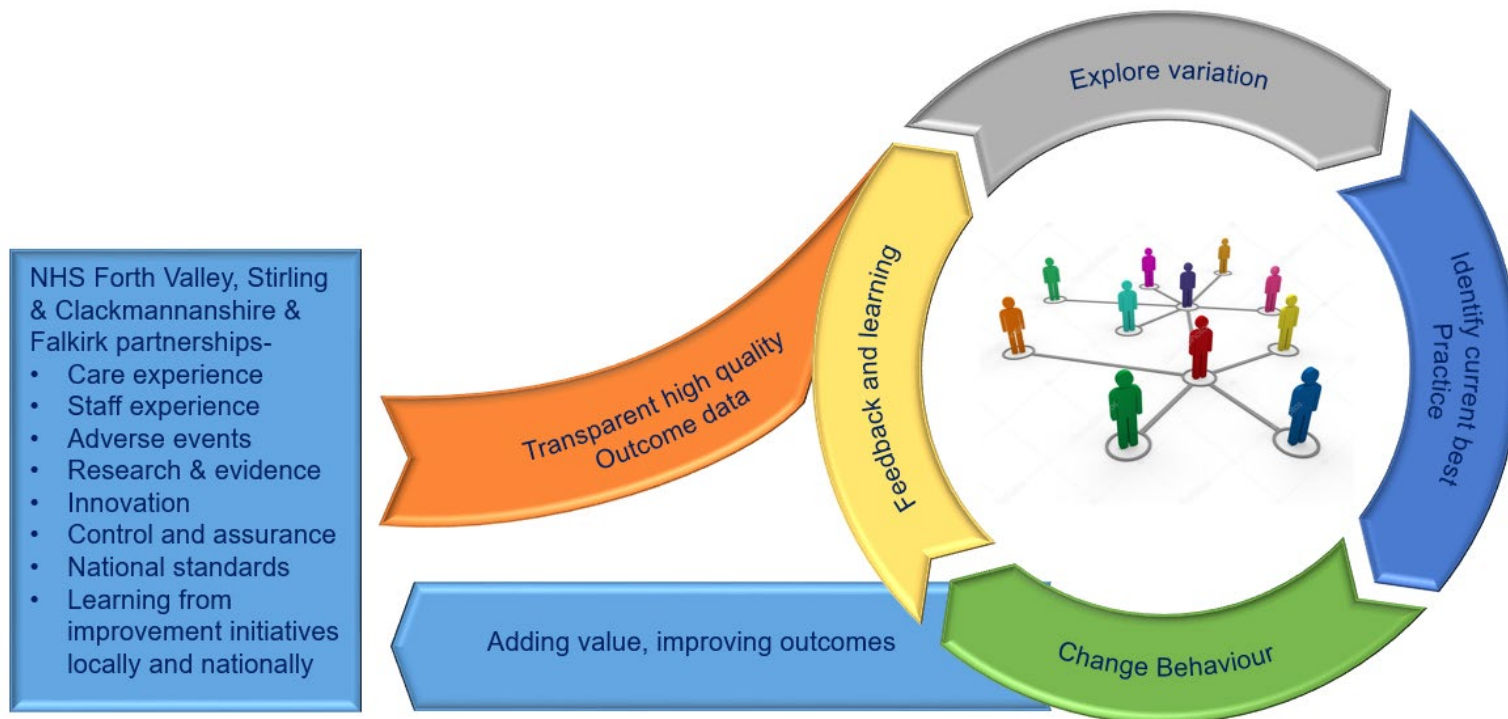 NHS Forth Valley, Stirling
& Clackmannanshire &
Falkirk partnerships-
• Care experience
• Staff experience
• Adverse events
• Research & evidence
• Innovation
• Control and assurance
• National standards
• Learning from
improvement initiatives
locally and nationally
Transparent high quality
Outcome data
Adding value, improving outcomes
Feedback and learning
Explore variation
Identify current best
Practice
Change Behaviour